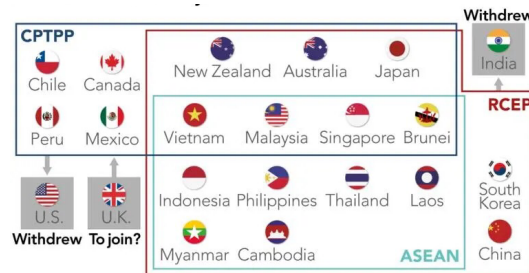 Withdrew
CPTPP
New Zealand Australia Japan
India
Chile Canada
RCEP
Vietnam Malaysia Singapore Brunei
Peru Mexico
Indonesia Philippines Thailand Laos
South
Korea
U.S. U.K.
Withdrew To join?
Myanmar Cambodia
ASEAN
China